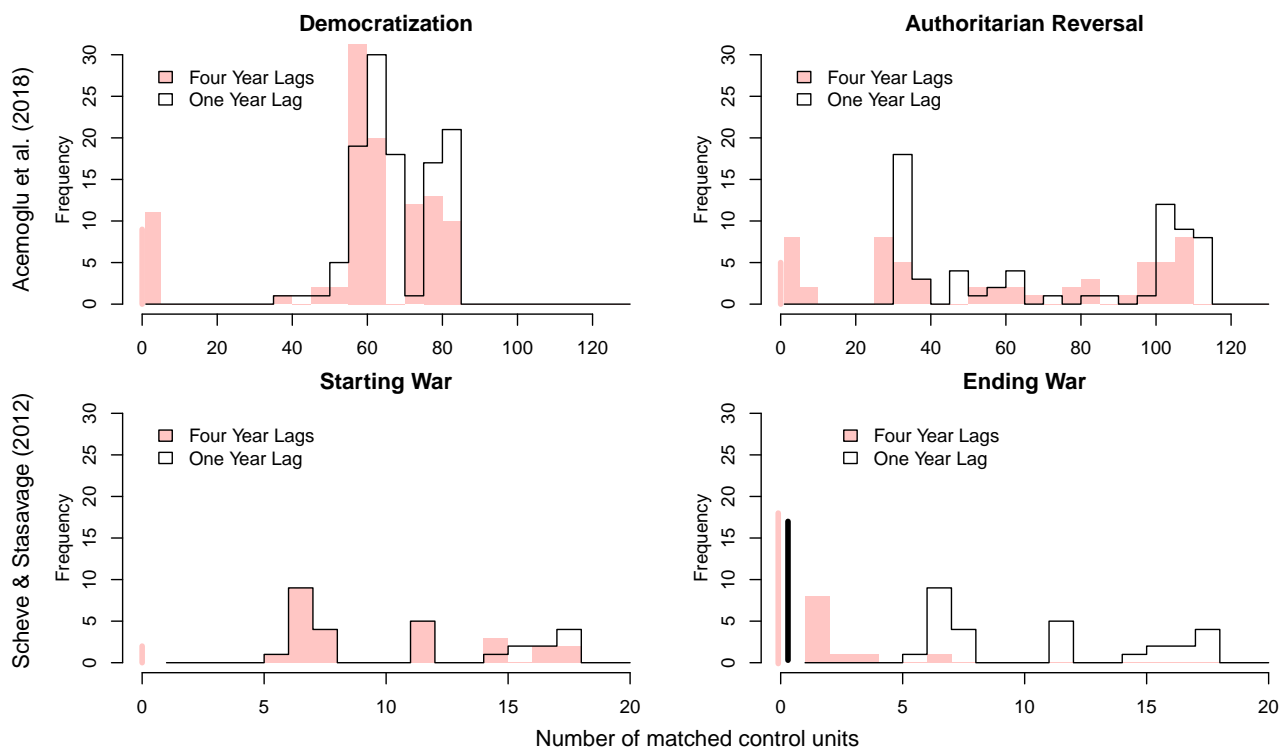 Democratization
Acemoglu et al. (2018)
Frequency
30
25
20
15
10
5
0
Four Year Lags
One Year Lag
0 20 40 60 80 100 120
Authoritarian Reversal
Frequency
30
25
20
15
10
5
0
Four Year Lags
One Year Lag
0 20 40 60 80 100 120
Starting War
Scheve & Stasavage (2012)
Frequency
30
25
20
15
10
5
0
Four Year Lags
One Year Lag
0 5 10 15 20
Ending War
Frequency
30
25
20
15
10
5
0
Four Year Lags
One Year Lag
0 5 10 15 20
Number of matched control units